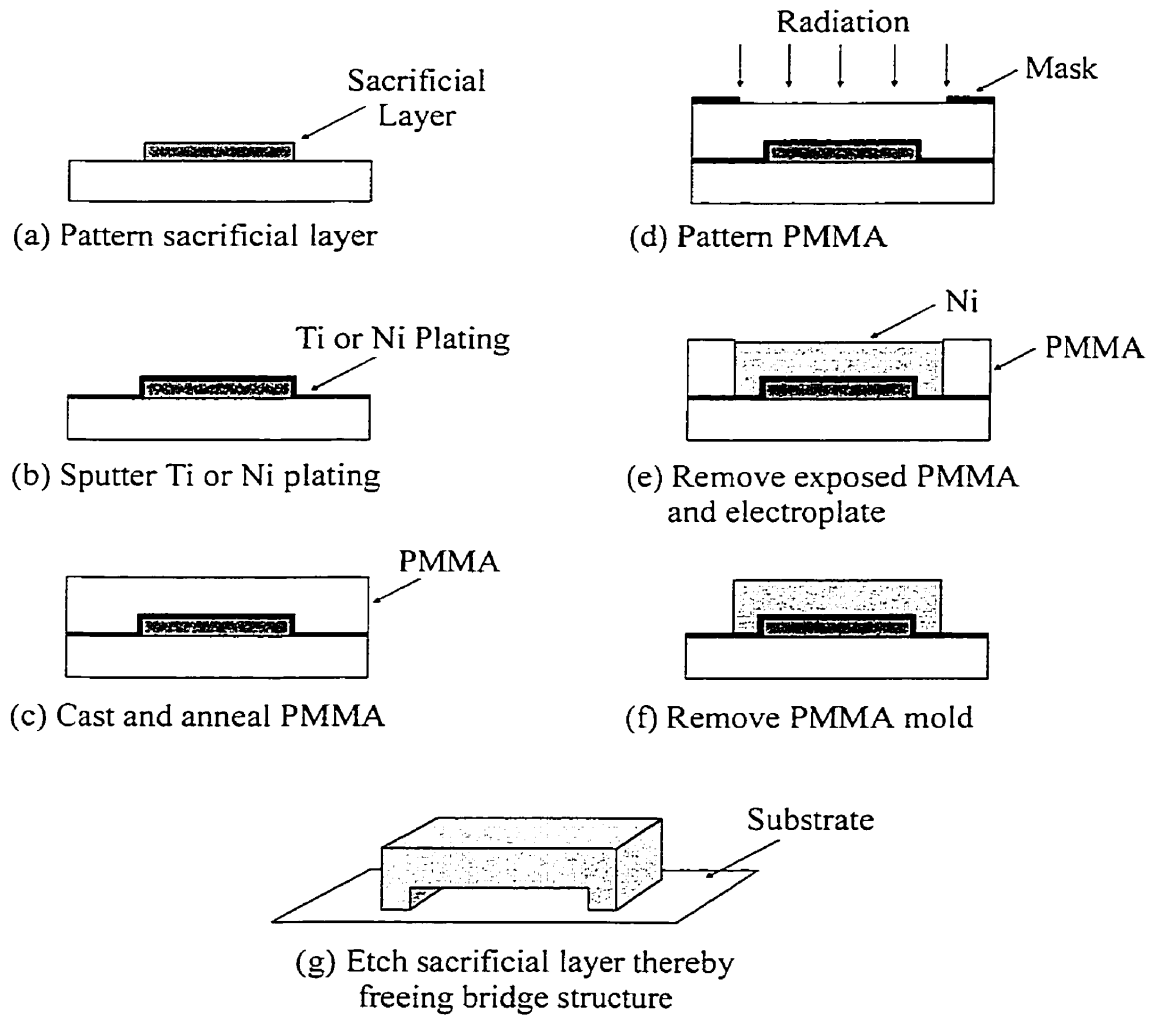 Sacrificial
Layer
(a) Pattern sacrificial layer
Ti or Ni Plating
(b) Sputter Ti or Ni plating
PMMA
(c) Cast and anneal PMMA
Radiation
Mask
(d) Pattern PMMA
Ni
PMMA
(e) Remove exposed PMMA
and electroplate
(f) Remove PMMA mold
Substrate
(g) Etch sacrificial layer thereby
freeing bridge structure